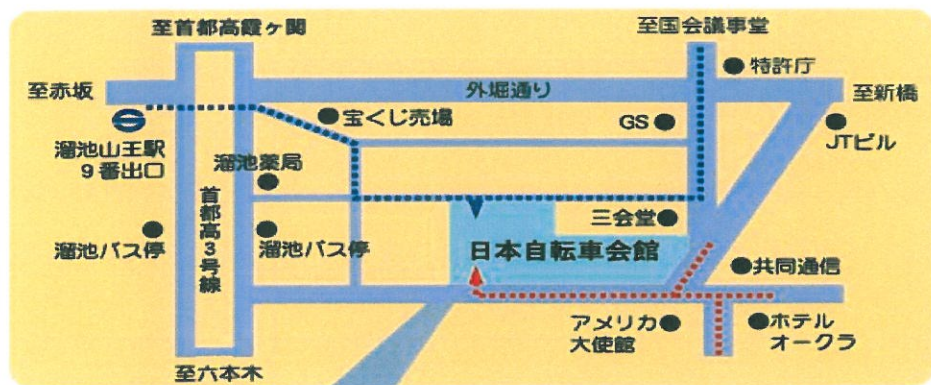 至首都高霞ヶ関
至国会議事堂
特許庁
至赤坂
外堀通り
至新橋
宝くじ売場
GS
JTビル
溜池山王駅
9番出口
溜池薬局
首都高3号線
三会堂
溜池バス停
溜池バス停
日本自転車会館
共同通信
アメリカ
大使館
ホテル
オークラ
至六本木